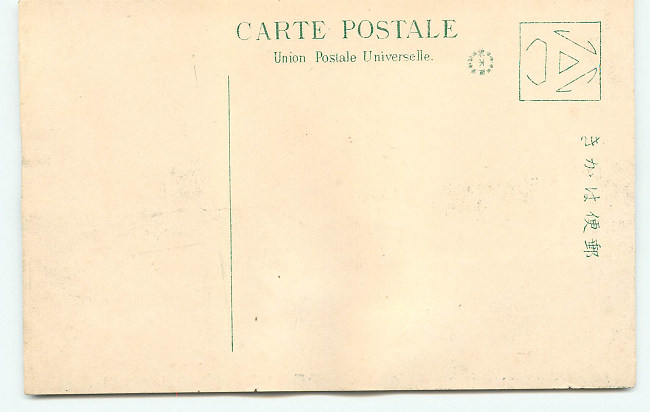 CARTE POSTALE
Union Postale Universelle.
きかは便郵